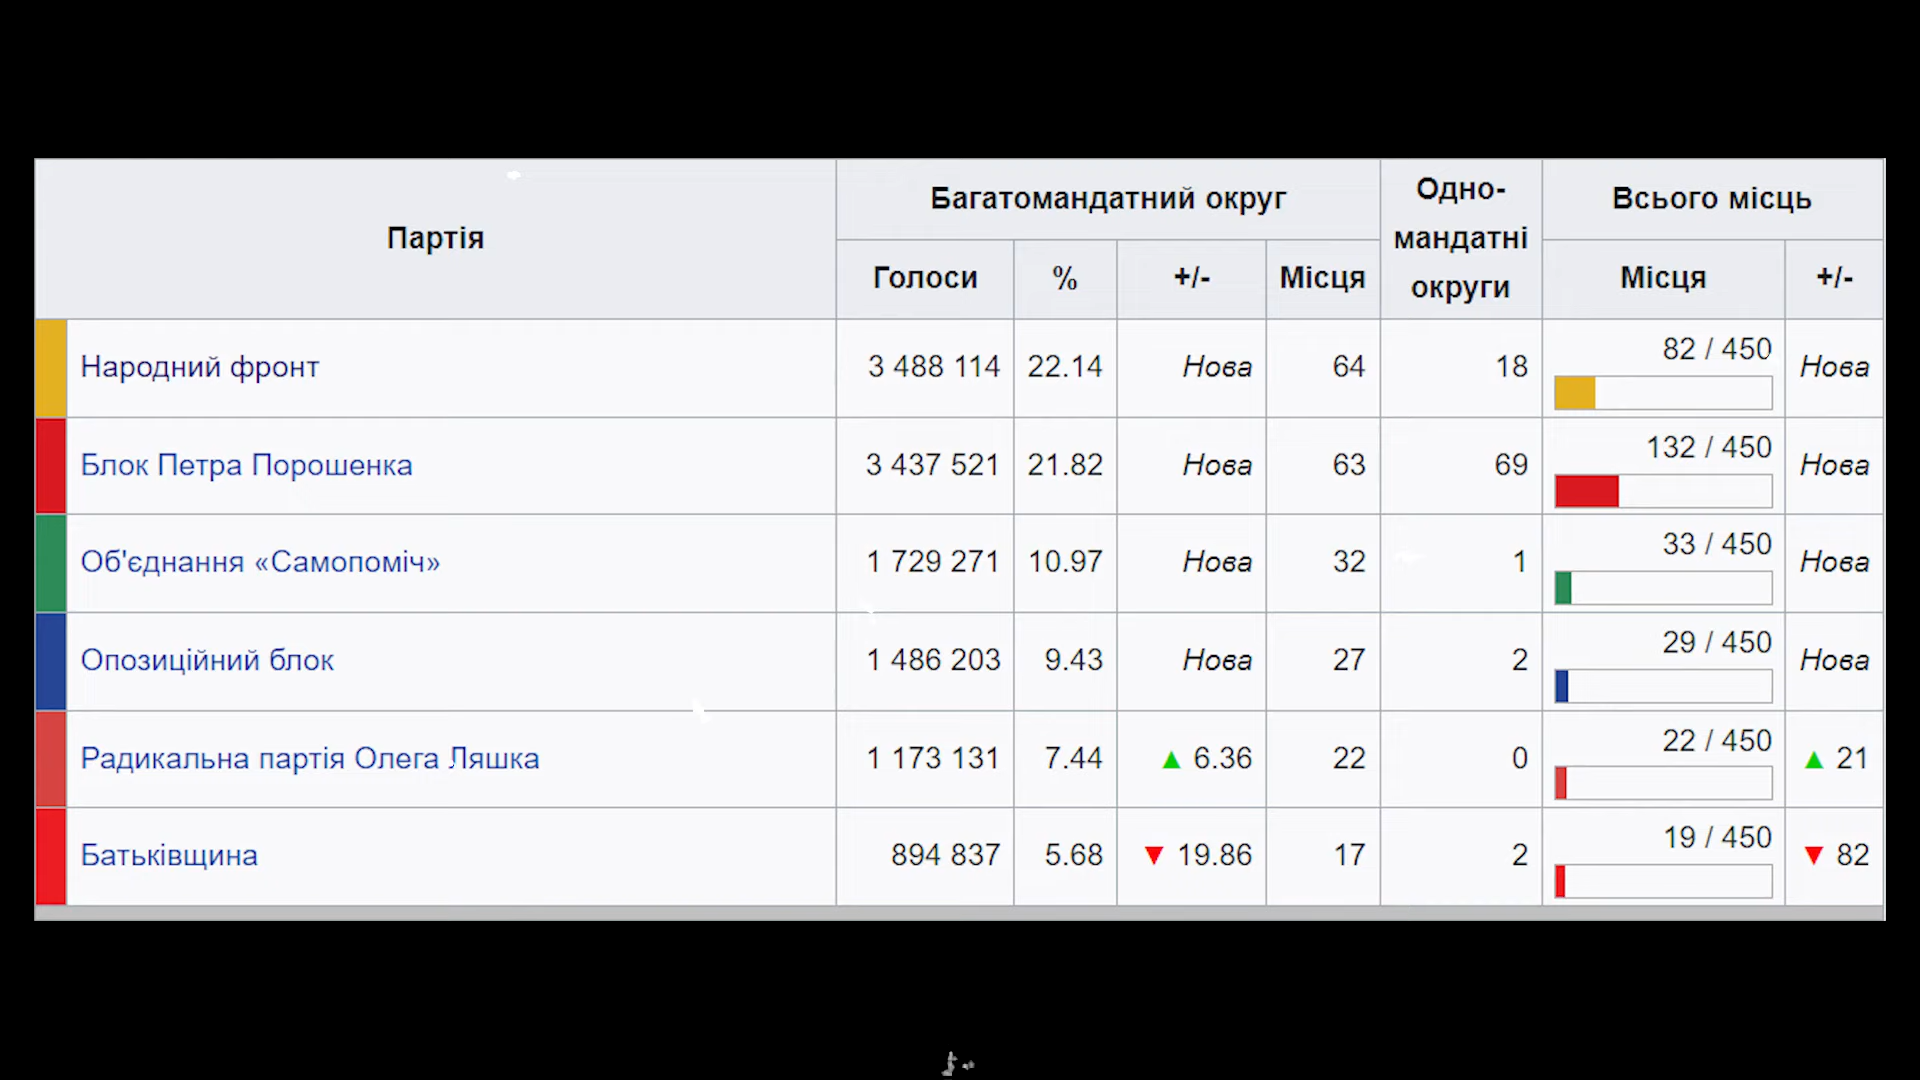 Партія Багатомандатний округ Одно-мандатні округи Всього місць
Голоси % +/- Місця Місця +/-
Народний фронт 3 488 114 22.14 Нова 64 18 82 / 450 Нова
Блок Петра Порошенка 3 437 521 21.82 Нова 63 69 132 / 450 Нова
Об'єднання «Самопоміч» 1 729 271 10.97 Нова 32 1 33 / 450 Нова
Опозиційний блок 1 486 203 9.43 Нова 27 2 29 / 450 Нова
Радикальна партія Олега Ляшка 1 173 131 7.44 ▲ 6.36 22 0 22 / 450 ▲ 21
Батьківщина 894 837 5.68 ▼ 19.86 17 2 19 / 450 ▼ 82